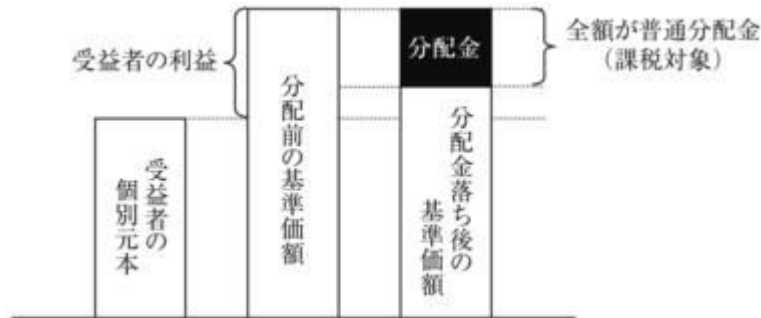 受益者の利益
受益者の
個別元本
分配前の基準価額
分配金
分配金落ち後の
基準価額
全額が普通分配金
（課税対象）